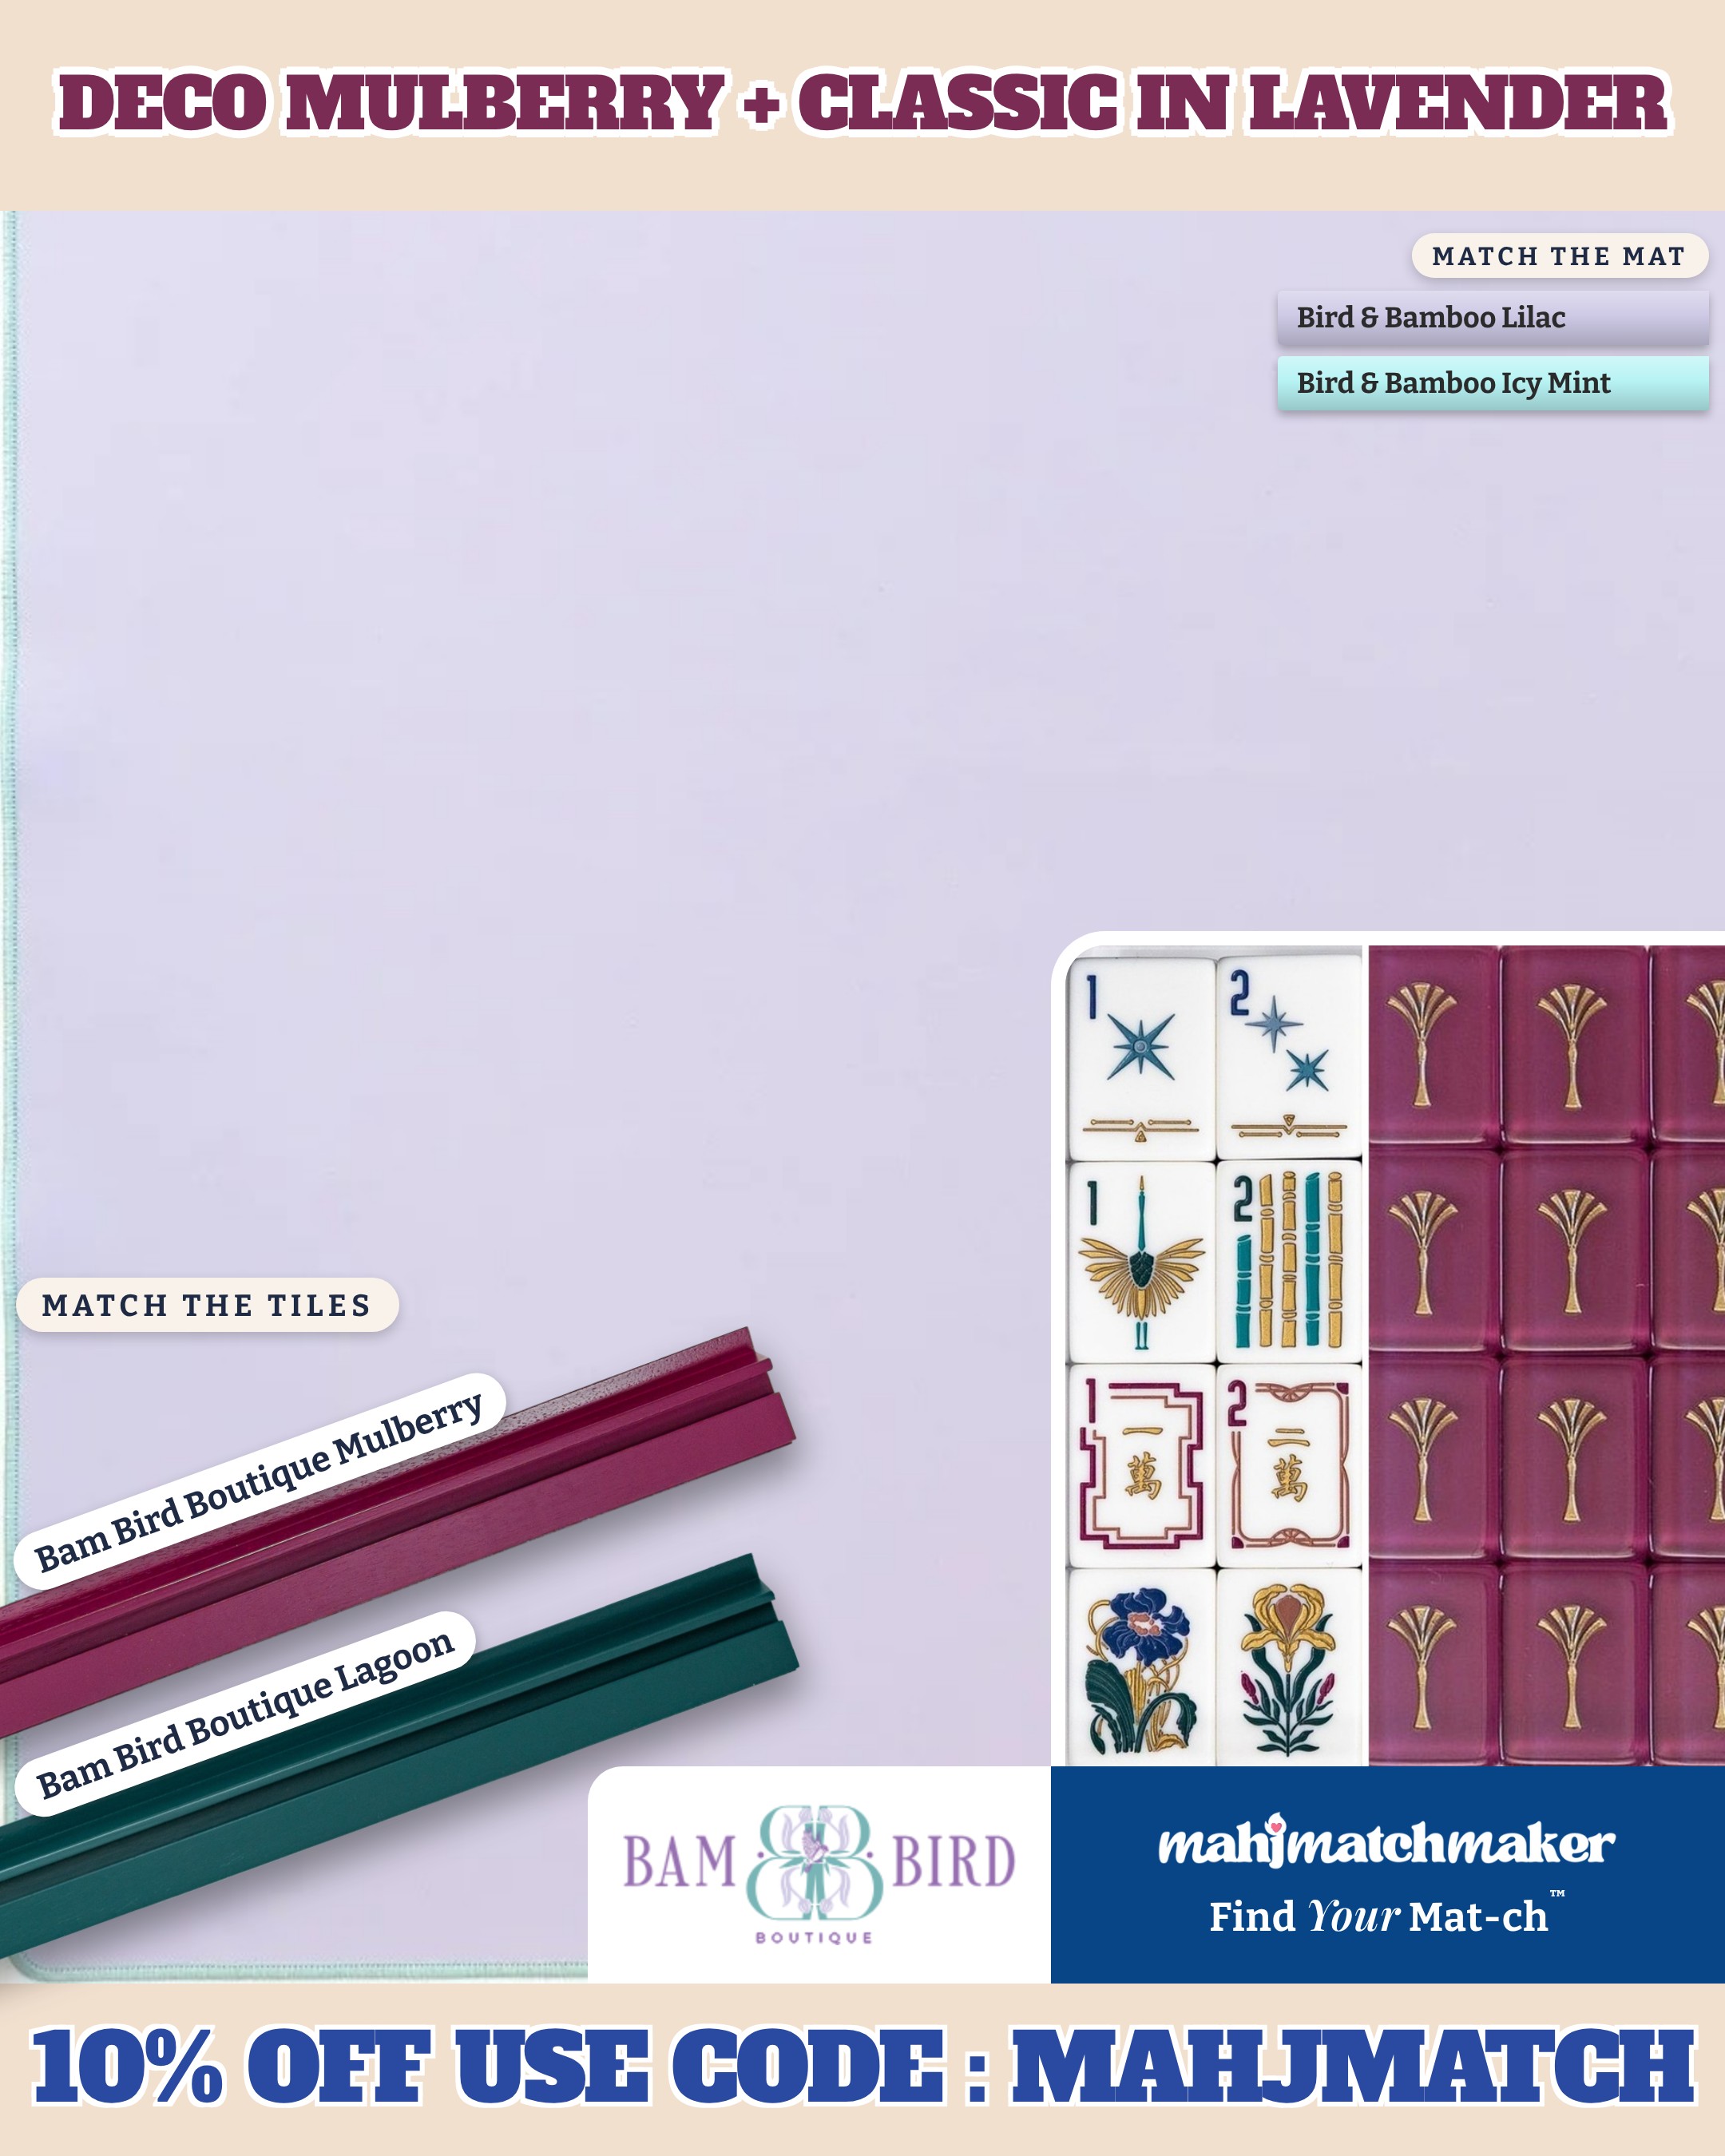 DECO MULBERRY + CLASSIC IN LAVENDER
MATCH THE MAT
Bird & Bamboo Lilac
Bird & Bamboo Icy Mint
1
2
1
2
1
一
萬
2
二
萬
MATCH THE TILES
Bam Bird Boutique Mulberry
Bam Bird Boutique Lagoon
BAM BIRD
BOUTIQUE
mahjmatchmaker
Find Your Mat-ch™
10% OFF USE CODE : MAHJMATCH